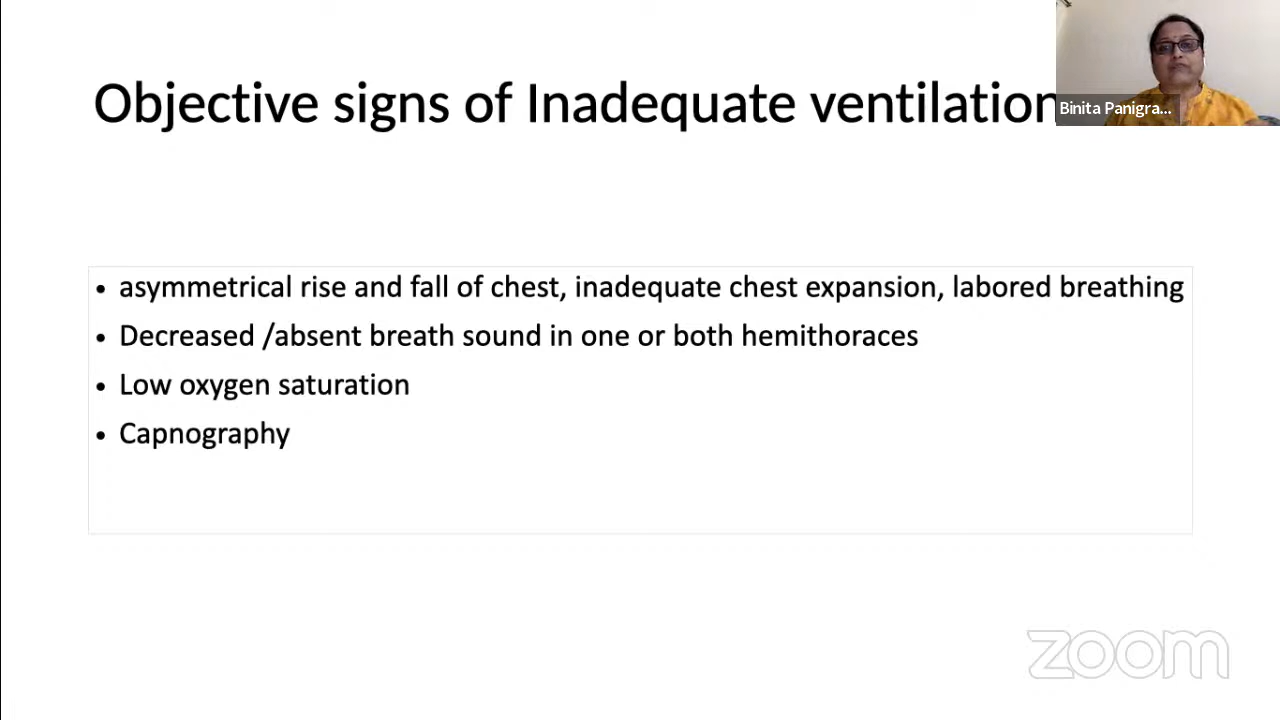 Objective signs of Inadequate ventilation
Binita Panigra...
• asymmetrical rise and fall of chest, inadequate chest expansion, labored breathing
• Decreased /absent breath sound in one or both hemithoraces
• Low oxygen saturation
• Capnography
zoom